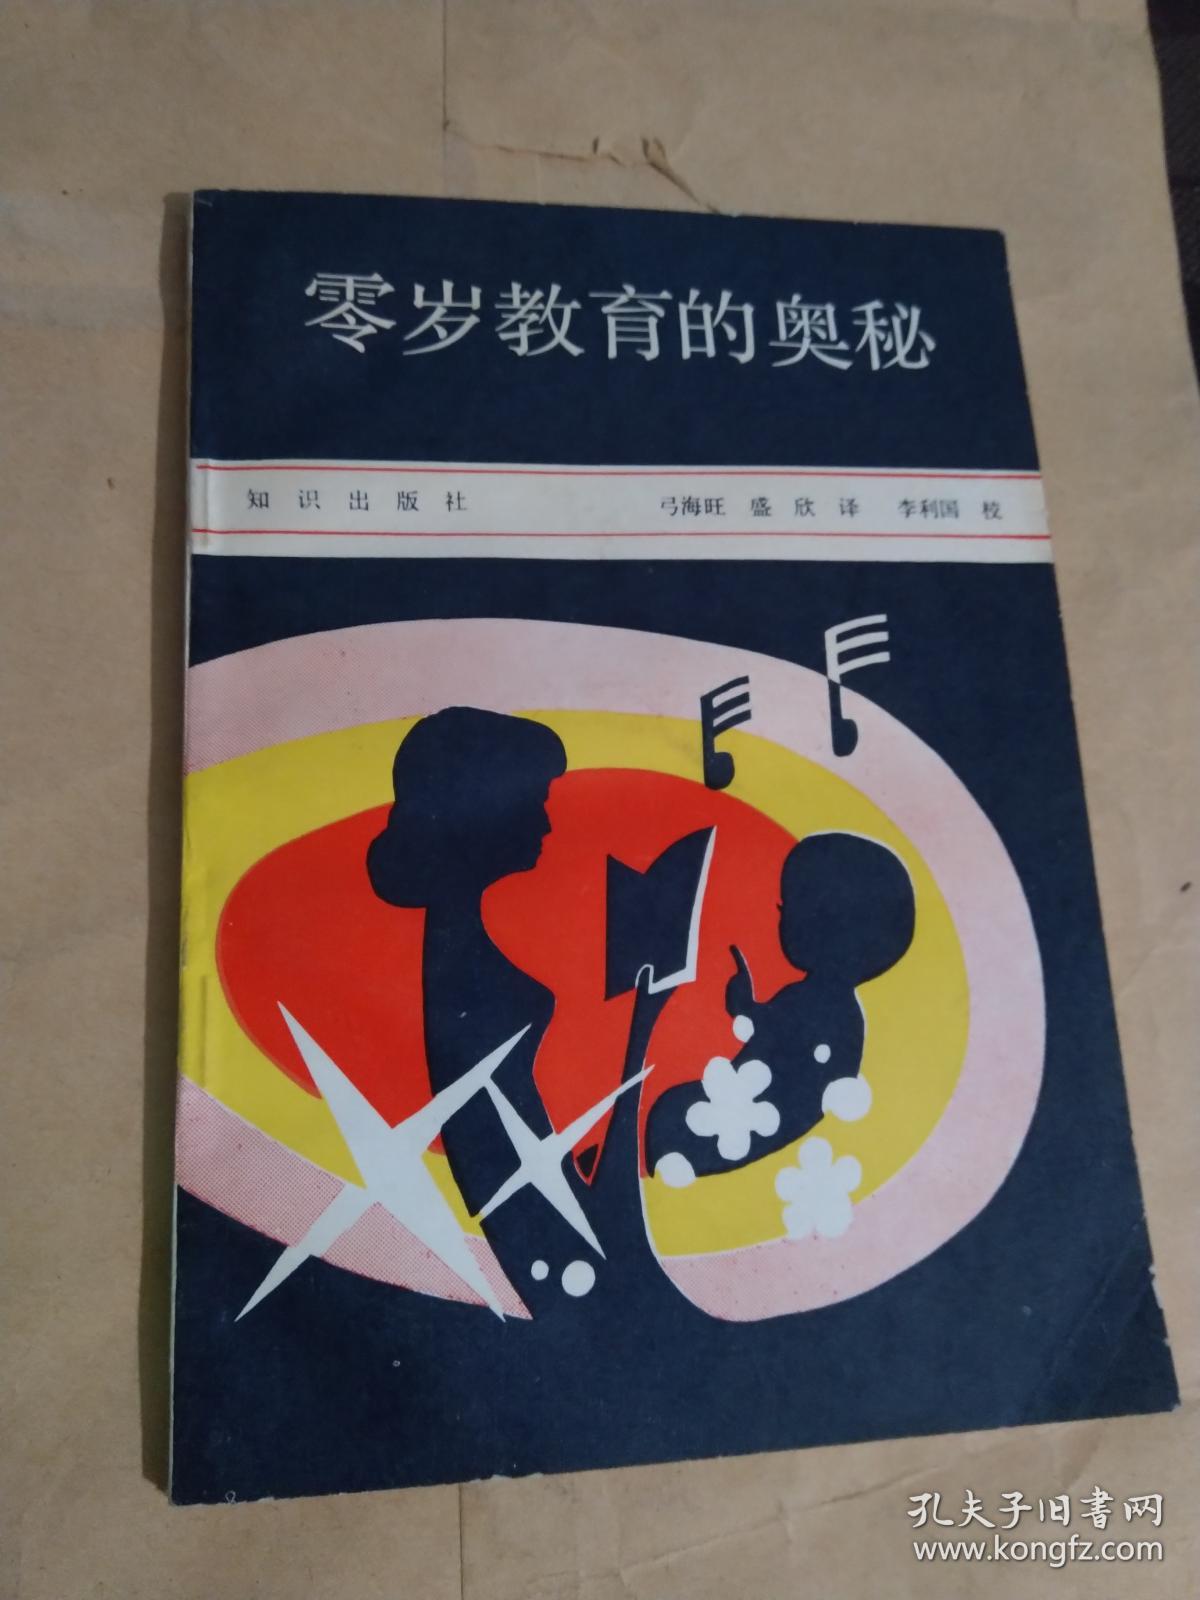 零岁教育的奥秘
知识出版社 弓海旺 盛欣译 李利国 校
孔夫子旧书网
www.kongfz.com